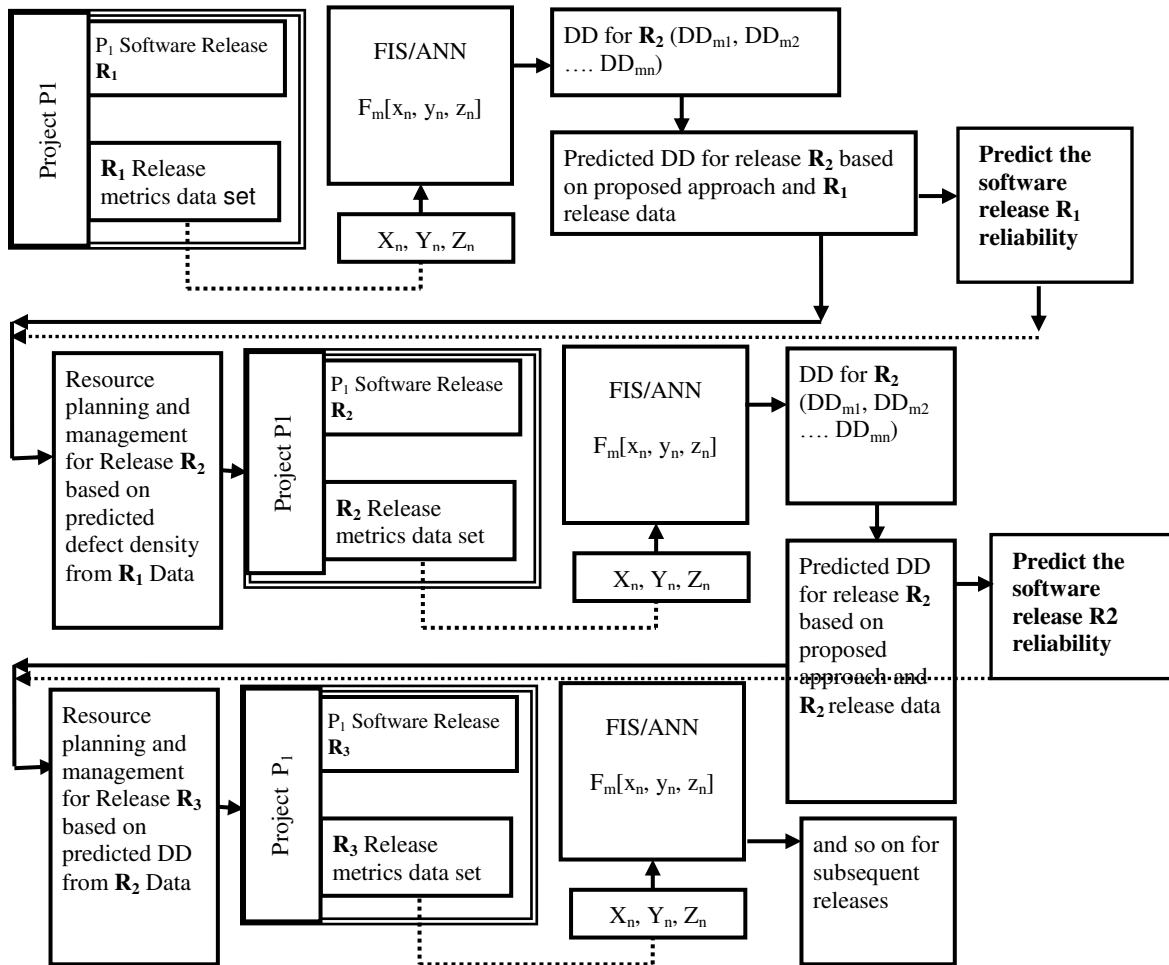 Project P1
P₁ Software Release
R₁
R₁ Release
metrics data set
FIS/ANN
Fₘ[xₙ, yₙ, zₙ]
Xₙ, Yₙ, Zₙ
DD for R₂ (DDₘ₁, DDₘ₂
…. DDₘₙ)
Predicted DD for release R₂ based
on proposed approach and R₁
release data
Predict the
software
release R₁
reliability
Resource
planning and
management
for Release R₂
based on
predicted
defect density
from R₁ Data
Project P1
P₁ Software Release
R₂
R₂ Release
metrics data set
FIS/ANN
Fₘ[xₙ, yₙ, zₙ]
Xₙ, Yₙ, Zₙ
DD for R₂
(DDₘ₁, DDₘ₂
…. DDₘₙ)
Predicted DD
for release R₂
based on
proposed
approach and
R₂ release data
Predict the
software
release R2
reliability
Resource
planning and
management
for Release R₃
based on
predicted DD
from R₂ Data
Project P₁
P₁ Software Release
R₃
R₃ Release
metrics data set
FIS/ANN
Fₘ[xₙ, yₙ, zₙ]
Xₙ, Yₙ, Zₙ
and so on for
subsequent
releases